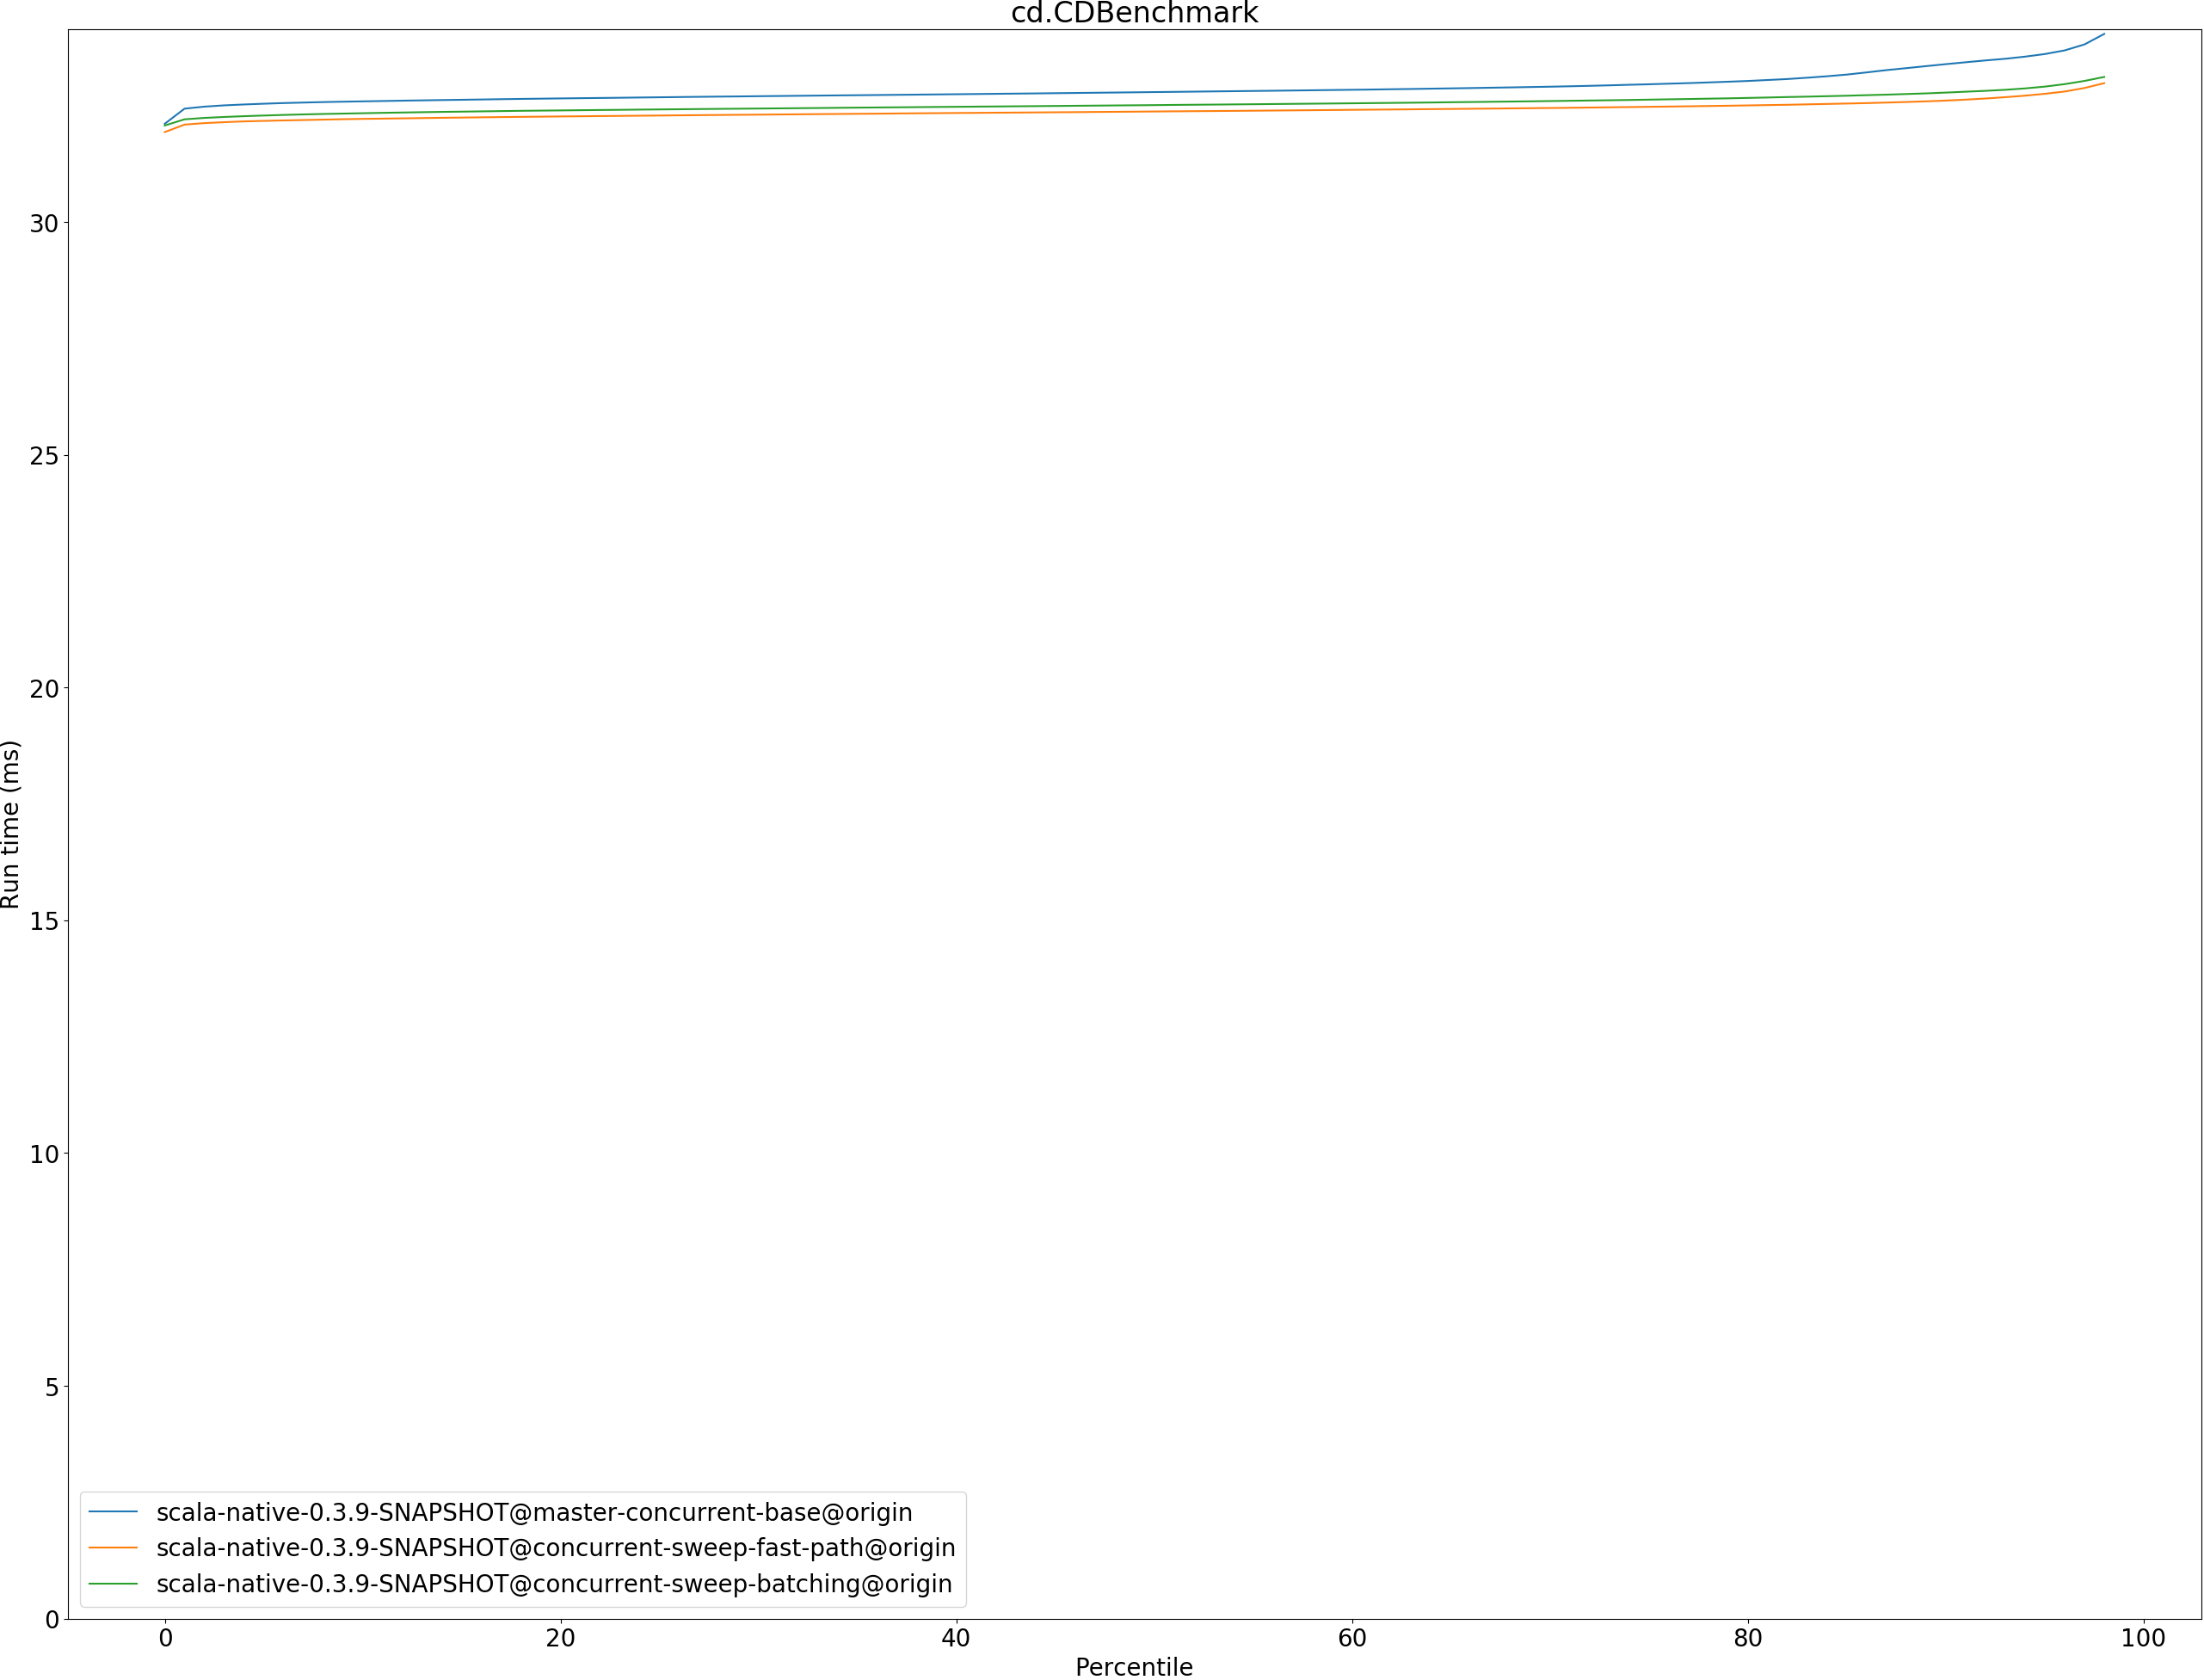 cd.CDBenchmark
30
25
20
15
10
5
0
Run time (ms)
0 20 40 60 80 100
Percentile
scala-native-0.3.9-SNAPSHOT@master-concurrent-base@origin
scala-native-0.3.9-SNAPSHOT@concurrent-sweep-fast-path@origin
scala-native-0.3.9-SNAPSHOT@concurrent-sweep-batching@origin